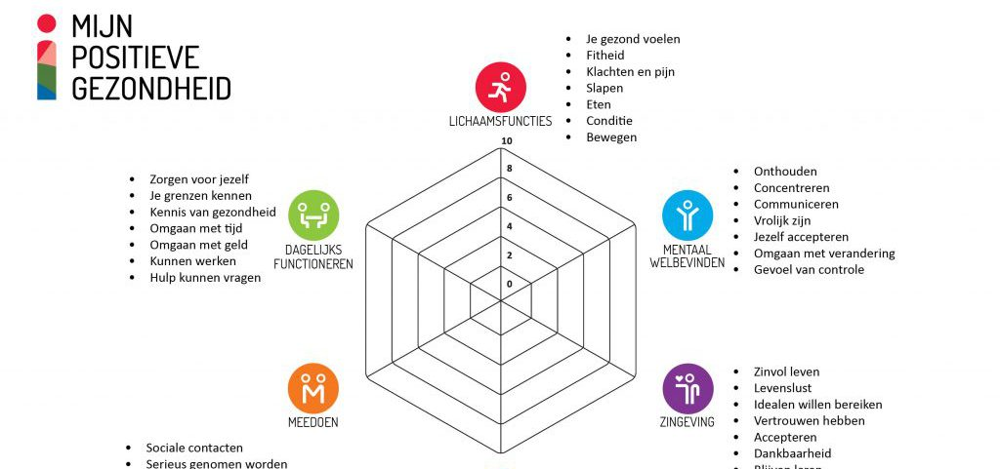 MIJN
POSITIEVE
GEZONDHEID
• Je gezond voelen
• Fitheid
• Klachten en pijn
• Slapen
• Eten
• Conditie
• Bewegen
LICHAAMSFUNCTIES
10
8
6
4
2
0
• Onthouden
• Concentreren
• Communiceren
• Vrolijk zijn
• Jezelf accepteren
• Omgaan met verandering
• Gevoel van controle
MENTAAL
WELBEVINDEN
• Zorgen voor jezelf
• Je grenzen kennen
• Kennis van gezondheid
• Omgaan met tijd
• Omgaan met geld
• Kunnen werken
• Hulp kunnen vragen
DAGELIJKS
FUNCTIONEREN
MEEDOEN
• Sociale contacten
• Serieus genomen worden
ZINGEVING
• Zinvol leven
• Levenslust
• Idealen willen bereiken
• Vertrouwen hebben
• Accepteren
• Dankbaarheid
• Blijven leren